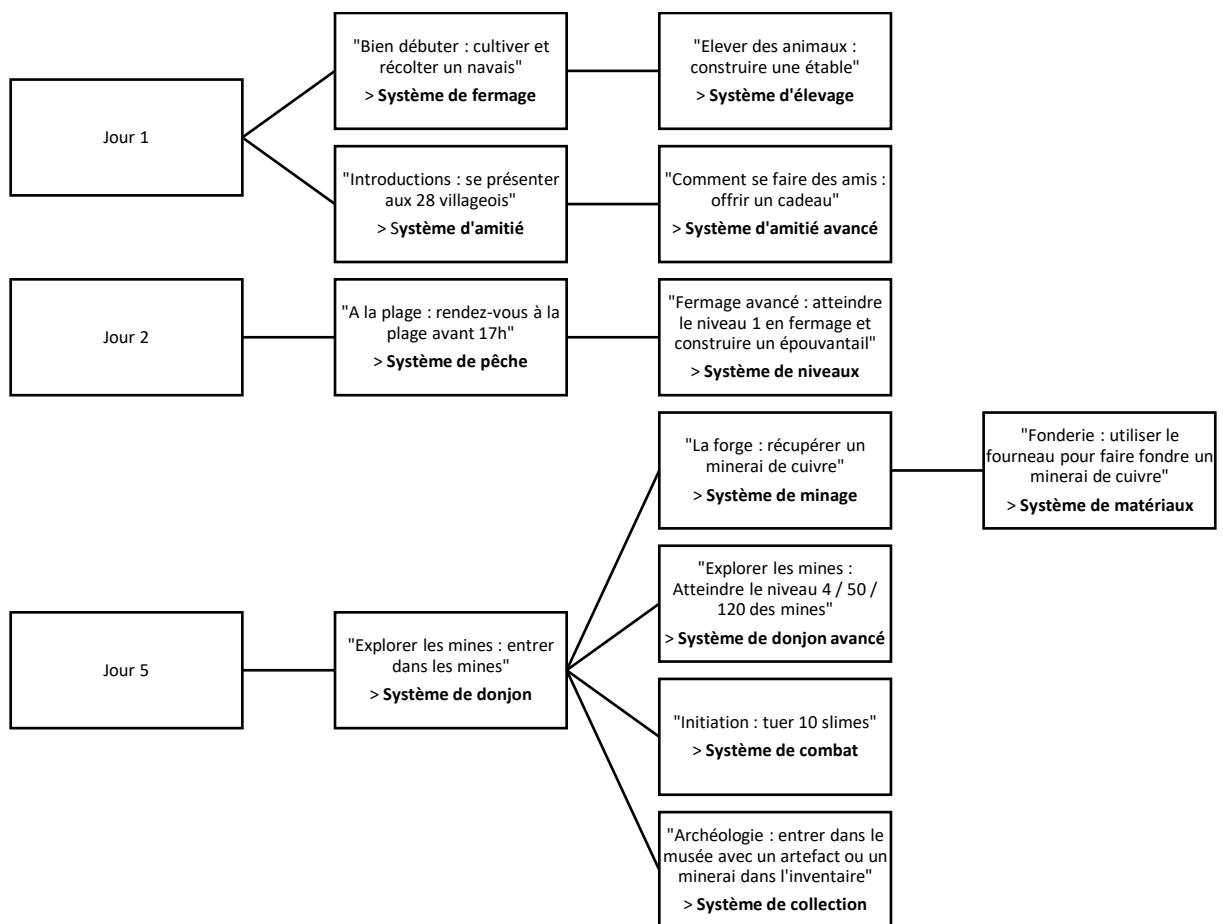 Jour 1
"Bien débuter : cultiver et
récolter un navais"
> Système de fermage
"Elever des animaux :
construire une étable"
> Système d'élevage
"Introductions : se présenter
aux 28 villageois"
> Système d'amitié
"Comment se faire des amis :
offrir un cadeau"
> Système d'amitié avancé
Jour 2
"A la plage : rendez-vous à la
plage avant 17h"
> Système de pêche
"Fermage avancé : atteindre
le niveau 1 en fermage et
construire un épouvantail"
> Système de niveaux
Jour 5
"Explorer les mines : entrer
dans les mines"
> Système de donjon
"La forge : récupérer un
minerai de cuivre"
> Système de minage
"Fonderie : utiliser le
fourneau pour faire fondre un
minerai de cuivre"
> Système de matériaux
"Explorer les mines :
Atteindre le niveau 4 / 50 /
120 des mines"
> Système de donjon avancé
"Initiation : tuer 10 slimes"
> Système de combat
"Archéologie : entrer dans le
musée avec un artefact ou un
minerai dans l'inventaire"
> Système de collection